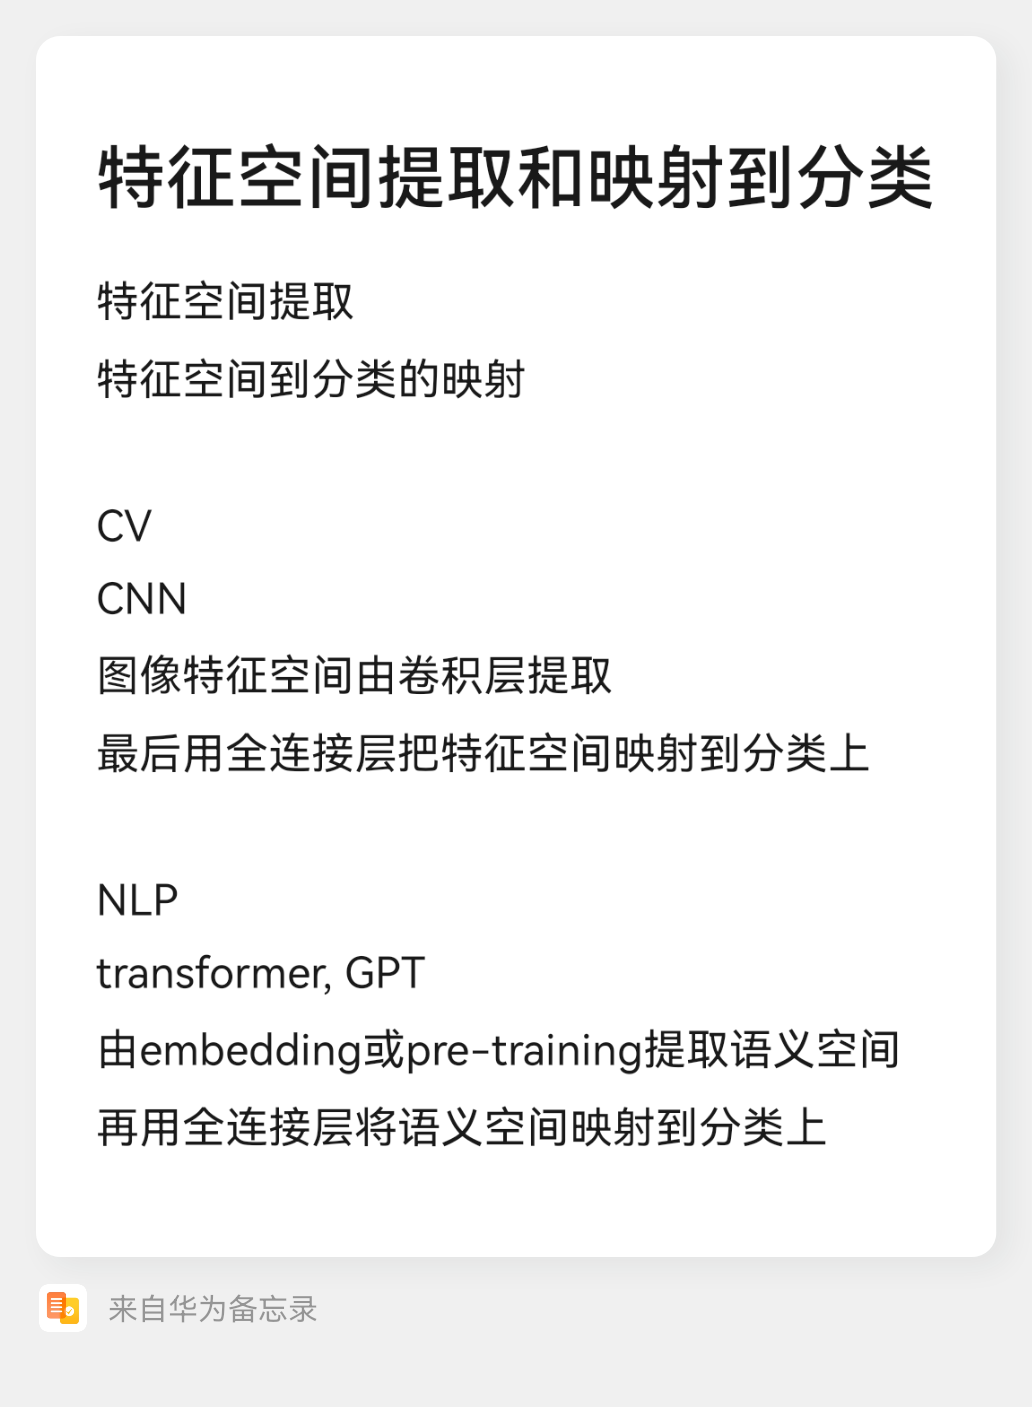 特征空间提取和映射到分类
特征空间提取
特征空间到分类的映射
CV
CNN
图像特征空间由卷积层提取
最后用全连接层把特征空间映射到分类上
NLP
transformer, GPT
由embedding或pre-training提取语义空间
再用全连接层将语义空间映射到分类上
来自华为备忘录